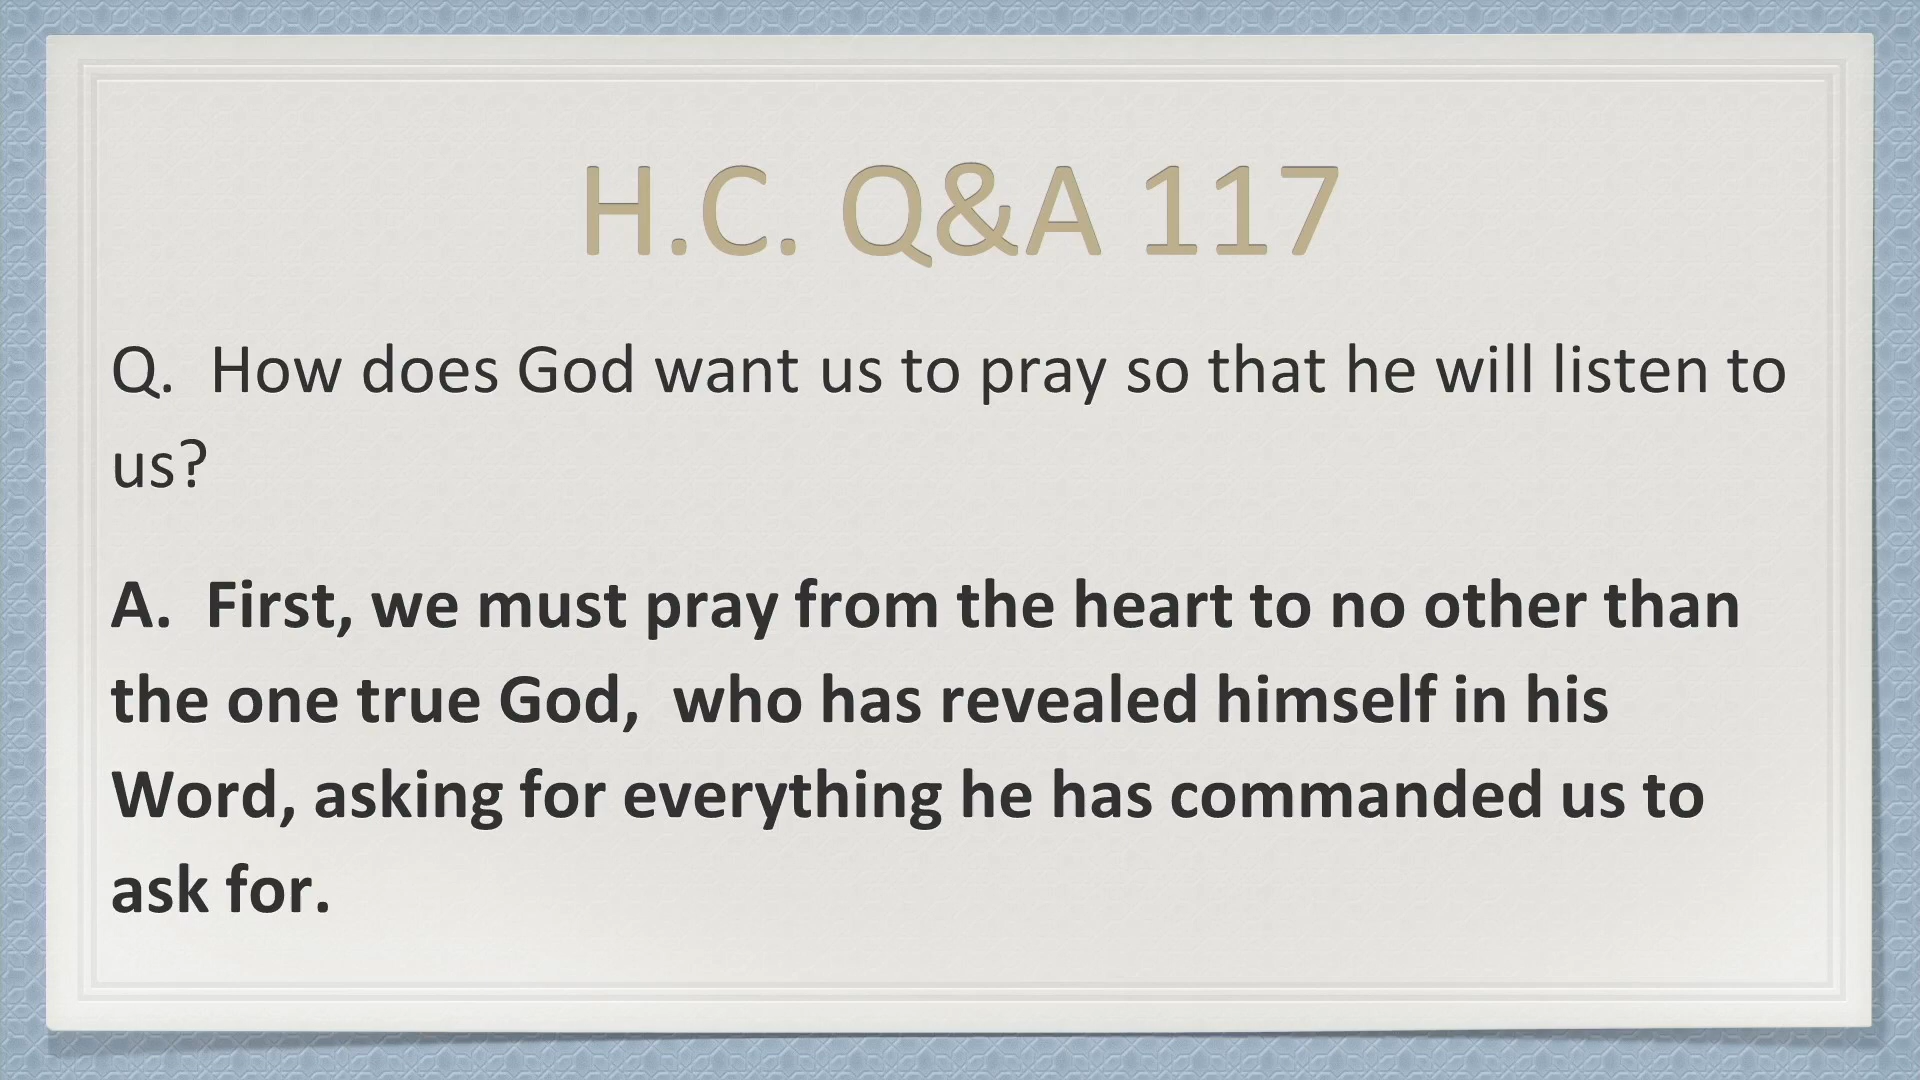 H.C. Q&A 117
Q.  How does God want us to pray so that he will listen to
us?
A.  First, we must pray from the heart to no other than
the one true God,  who has revealed himself in his
Word, asking for everything he has commanded us to
ask for.